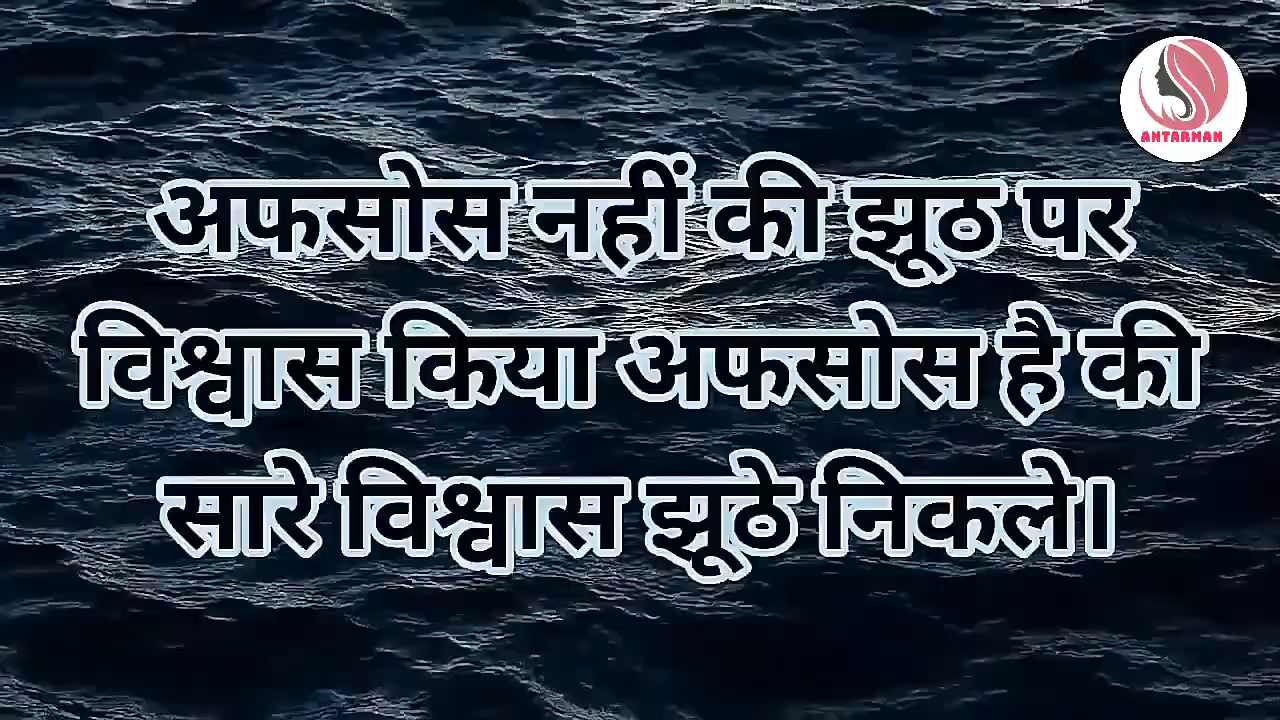 ANTARMAN
अफसोस नहीं की झूठ पर
विश्वास किया अफसोस है की
सारे विश्वास झूठे निकले।